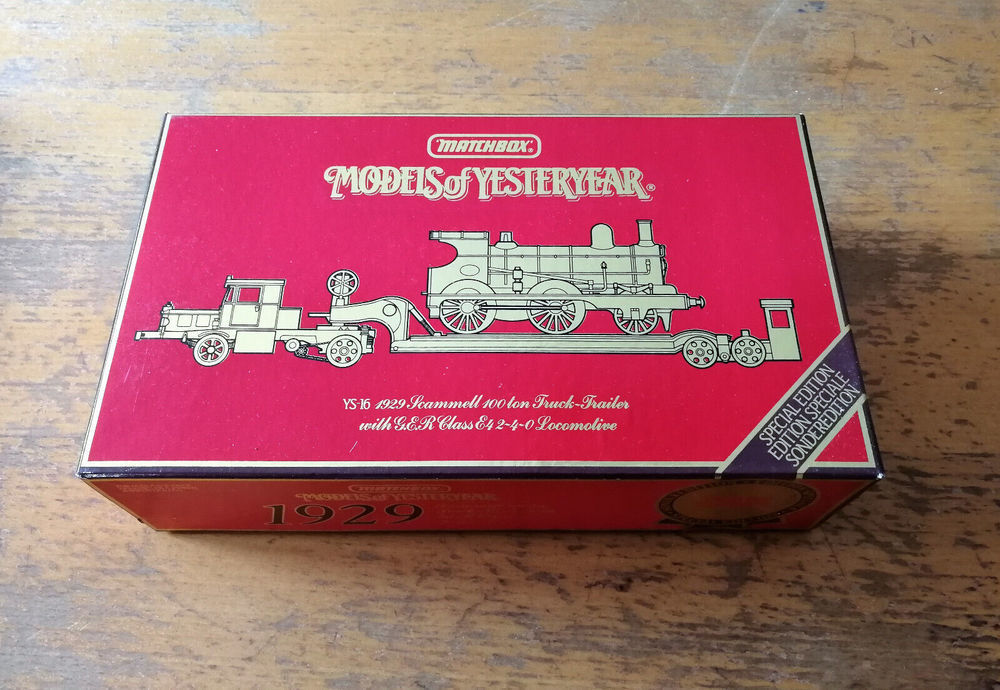 MATCHBOX®
MODELS of YESTERYEAR®
YS-16 1929 Scammell 100 ton Truck-Trailer
with G.E.R Class E4 2-4-0 Locomotive
SPECIAL EDITION
EDITION SPECIALE
SONDEREDITION
MATCHBOX
MODELS of YESTERYEAR
1929